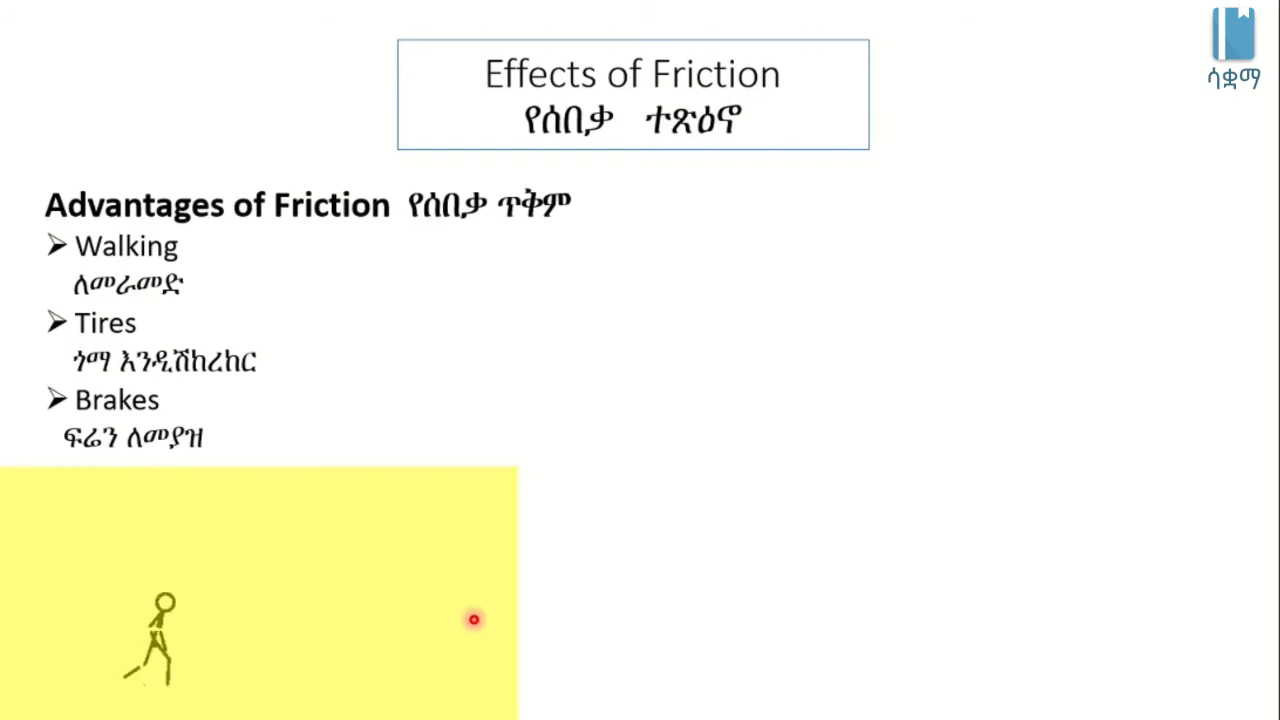 ሳቋማ
Effects of Friction
የሰበቃ ተጽዕኖ
Advantages of Friction የሰበቃ ጥቅም
➢ Walking
ለመራመድ
➢ Tires
ጎማ እንዲሽከረከር
➢ Brakes
ፍሬን ለመያዝ